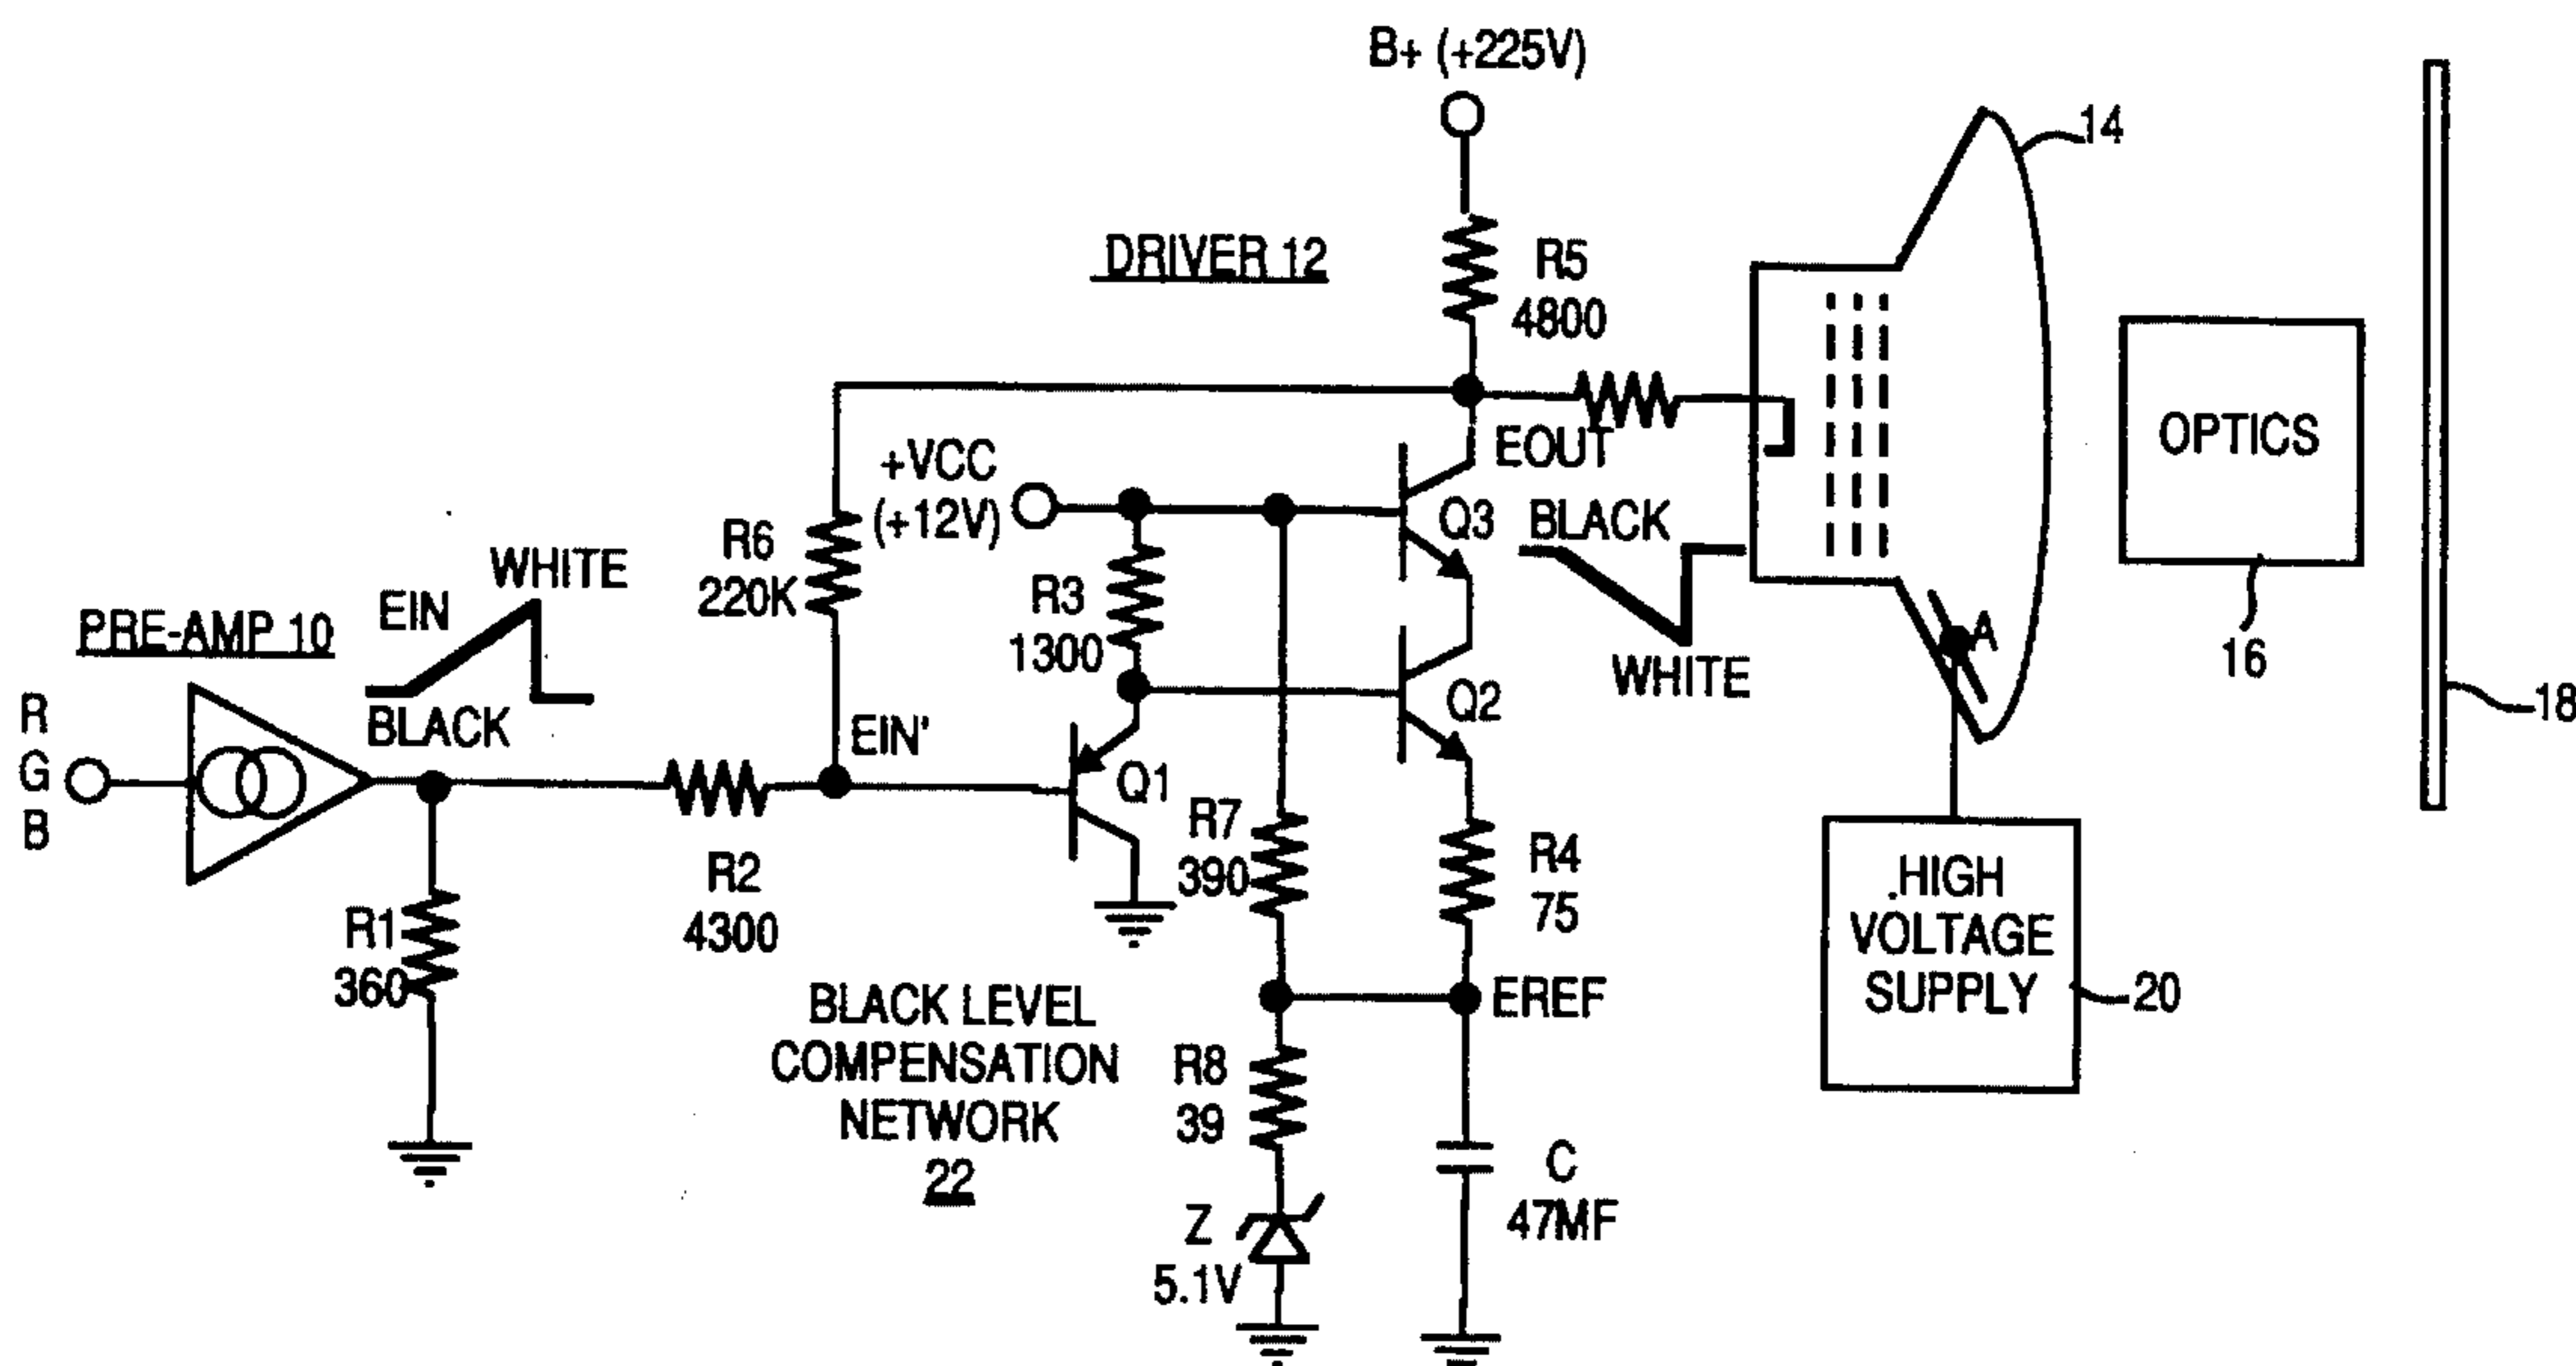 B+ (+225V)
14
DRIVER 12
R5
4800
+VCC
(+12V)
EOUT
OPTICS
R6
220K
Q3
BLACK
WHITE
EIN
WHITE
BLACK
PRE-AMP 10
R3
1300
16
18
A
R
G
B
EIN'
Q1
Q2
R2
4300
R7
390
R4
75
HIGH
VOLTAGE
SUPPLY
20
R1
360
BLACK LEVEL
COMPENSATION
NETWORK
22
EREF
R8
39
C
47MF
Z
5.1V